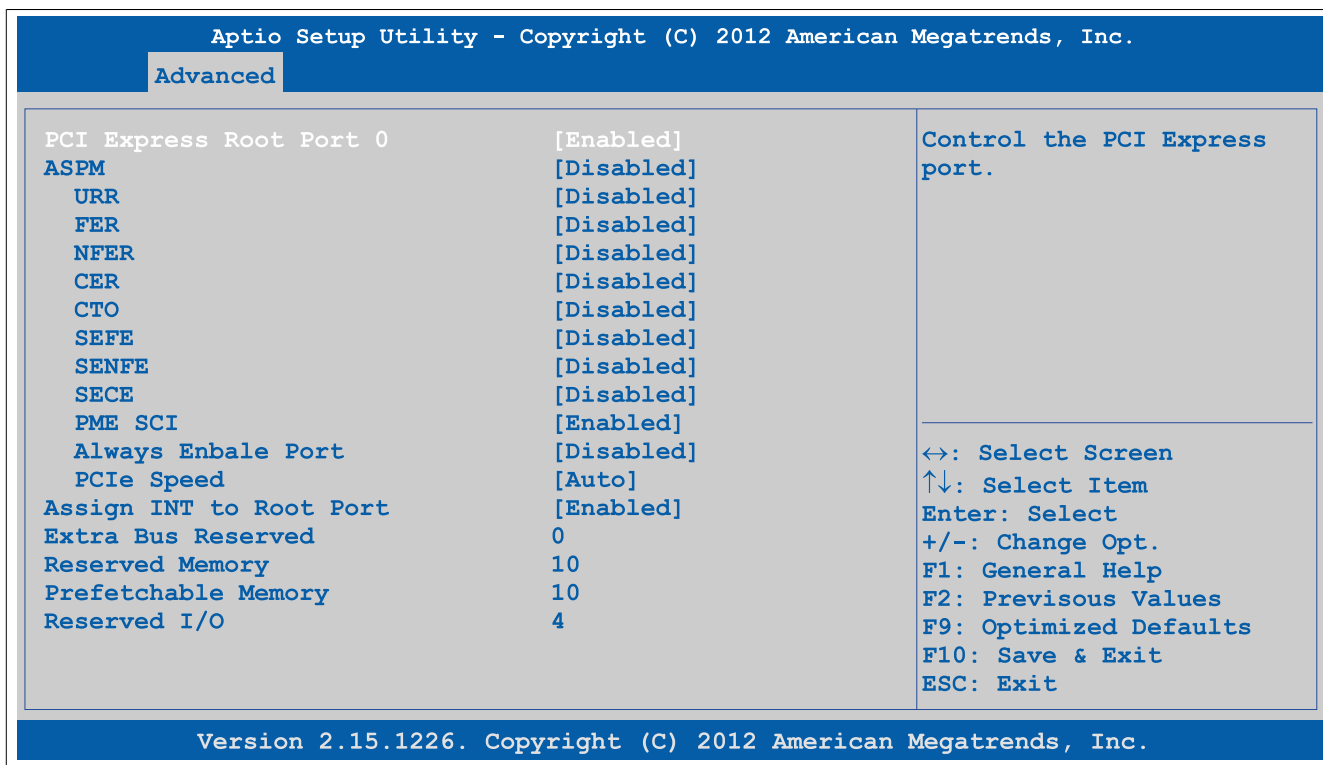 Aptio Setup Utility - Copyright (C) 2012 American Megatrends, Inc.
Advanced
PCI Express Root Port 0 [Enabled]
ASPM [Disabled]
URR [Disabled]
FER [Disabled]
NFER [Disabled]
CER [Disabled]
CTO [Disabled]
SEFE [Disabled]
SENFE [Disabled]
SECE [Disabled]
PME SCI [Enabled]
Always Enbale Port [Disabled]
PCIe Speed [Auto]
Assign INT to Root Port [Enabled]
Extra Bus Reserved 0
Reserved Memory 10
Prefetchable Memory 10
Reserved I/O 4
Control the PCI Express
port.
↔: Select Screen
↑↓: Select Item
Enter: Select
+/-: Change Opt.
F1: General Help
F2: Previsous Values
F9: Optimized Defaults
F10: Save & Exit
ESC: Exit
Version 2.15.1226. Copyright (C) 2012 American Megatrends, Inc.